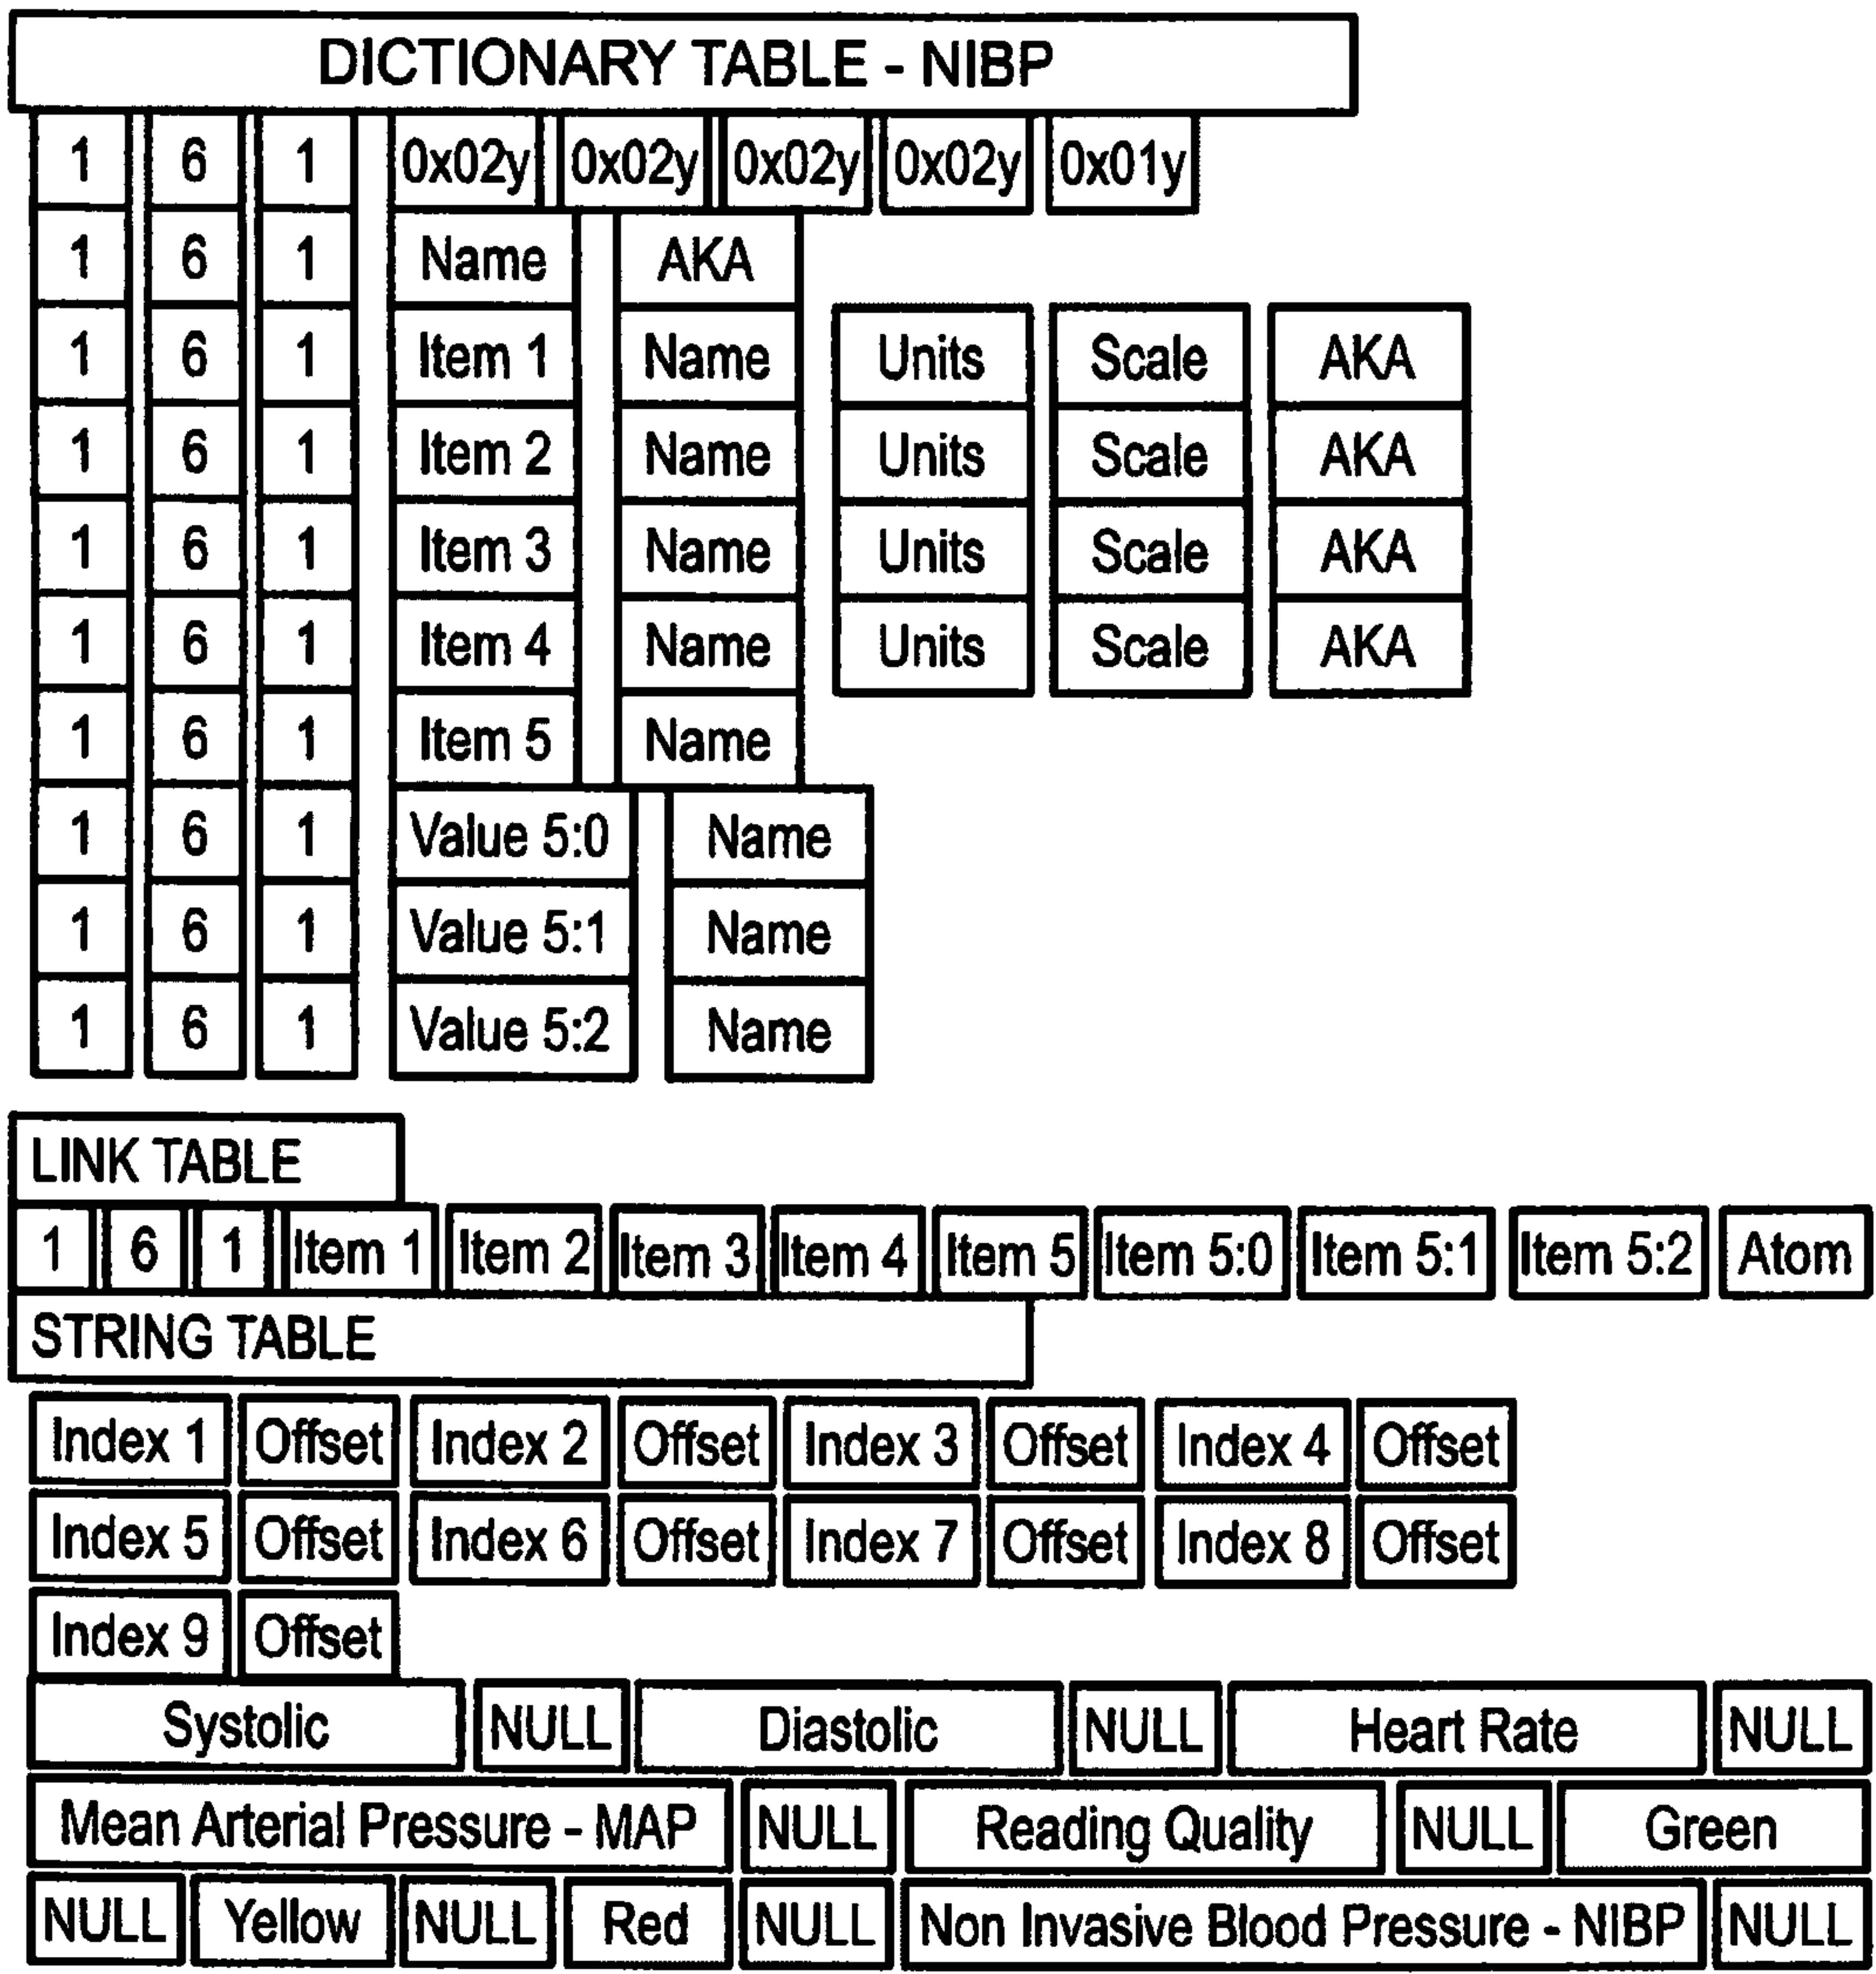 DICTIONARY TABLE - NIBP
1 6 1 0x02y 0x02y 0x02y 0x02y 0x01y
1 6 1 Name AKA
1 6 1 Item 1 Name Units Scale AKA
1 6 1 Item 2 Name Units Scale AKA
1 6 1 Item 3 Name Units Scale AKA
1 6 1 Item 4 Name Units Scale AKA
1 6 1 Item 5 Name
1 6 1 Value 5:0 Name
1 6 1 Value 5:1 Name
1 6 1 Value 5:2 Name
LINK TABLE
1 6 1 Item 1 Item 2 Item 3 Item 4 Item 5 Item 5:0 Item 5:1 Item 5:2 Atom
STRING TABLE
Index 1 Offset Index 2 Offset Index 3 Offset Index 4 Offset
Index 5 Offset Index 6 Offset Index 7 Offset Index 8 Offset
Index 9 Offset
Systolic NULL Diastolic NULL Heart Rate NULL
Mean Arterial Pressure - MAP NULL Reading Quality NULL Green
NULL Yellow NULL Red NULL Non Invasive Blood Pressure - NIBP NULL